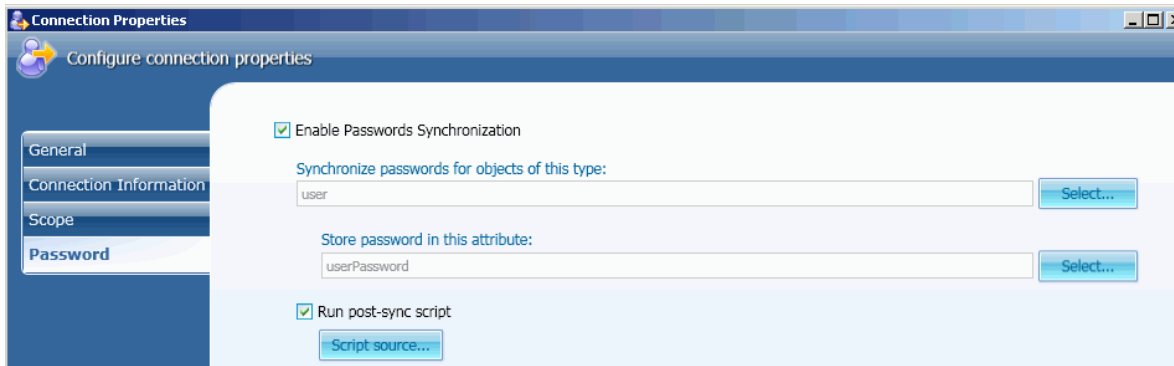 Connection Properties
Configure connection properties
General
Connection Information
Scope
Password
Enable Passwords Synchronization
Synchronize passwords for objects of this type:
user
Select...
Store password in this attribute:
userPassword
Select...
Run post-sync script
Script source...